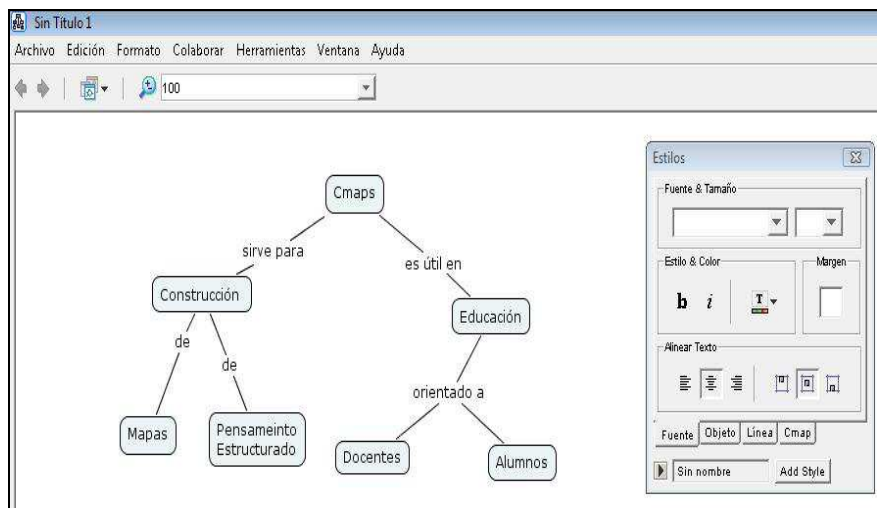 Sin Título 1
Archivo Edición Formato Colaborar Herramientas Ventana Ayuda
100
Cmaps
sirve para
es útil en
Construcción
Educación
de
de
orientado a
Mapas
Pensameinto
Estructurado
Docentes
Alumnos
Estilos
Fuente & Tamaño
Estilo & Color
Margen
b i T
Alinear Texto
Fuente Objeto Línea Cmap
Sin nombre
Add Style